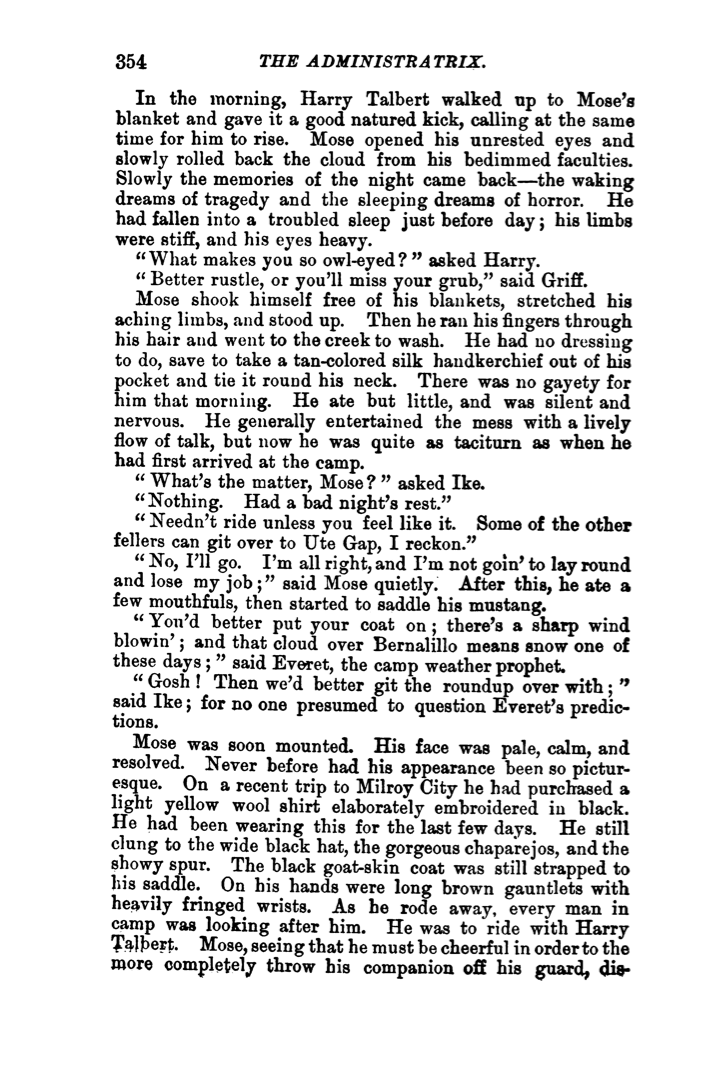 354 THE ADMINISTRATRIX.
In the morning, Harry Talbert walked up to Mose's
blanket and gave it a good natured kick, calling at the same
time for him to rise. Mose opened his unrested eyes and
slowly rolled back the cloud from his bedimmed faculties.
Slowly the memories of the night came back—the waking
dreams of tragedy and the sleeping dreams of horror. He
had fallen into a troubled sleep just before day; his limbs
were stiff, and his eyes heavy.
"What makes you so owl-eyed?" asked Harry.
"Better rustle, or you'll miss your grub," said Griff.
Mose shook himself free of his blankets, stretched his
aching limbs, and stood up. Then he ran his fingers through
his hair and went to the creek to wash. He had no dressing
to do, save to take a tan-colored silk handkerchief out of his
pocket and tie it round his neck. There was no gayety for
him that morning. He ate but little, and was silent and
nervous. He generally entertained the mess with a lively
flow of talk, but now he was quite as taciturn as when he
had first arrived at the camp.
"What's the matter, Mose?" asked Ike.
"Nothing. Had a bad night's rest."
"Needn't ride unless you feel like it. Some of the other
fellers can git over to Ute Gap, I reckon."
"No, I'll go. I'm all right, and I'm not goin' to lay round
and lose my job;" said Mose quietly. After this, he ate a
few mouthfuls, then started to saddle his mustang.
"You'd better put your coat on; there's a sharp wind
blowin'; and that cloud over Bernalillo means snow one of
these days;" said Everet, the camp weather prophet.
"Gosh! Then we'd better git the roundup over with;"
said Ike; for no one presumed to question Everet's predic-
tions.
Mose was soon mounted. His face was pale, calm, and
resolved. Never before had his appearance been so pictur-
esque. On a recent trip to Milroy City he had purchased a
light yellow wool shirt elaborately embroidered in black.
He had been wearing this for the last few days. He still
clung to the wide black hat, the gorgeous chaparejos, and the
showy spur. The black goat-skin coat was still strapped to
his saddle. On his hands were long brown gauntlets with
heavily fringed wrists. As he rode away, every man in
camp was looking after him. He was to ride with Harry
Talbert. Mose, seeing that he must be cheerful in order to the
more completely throw his companion off his guard, dis-